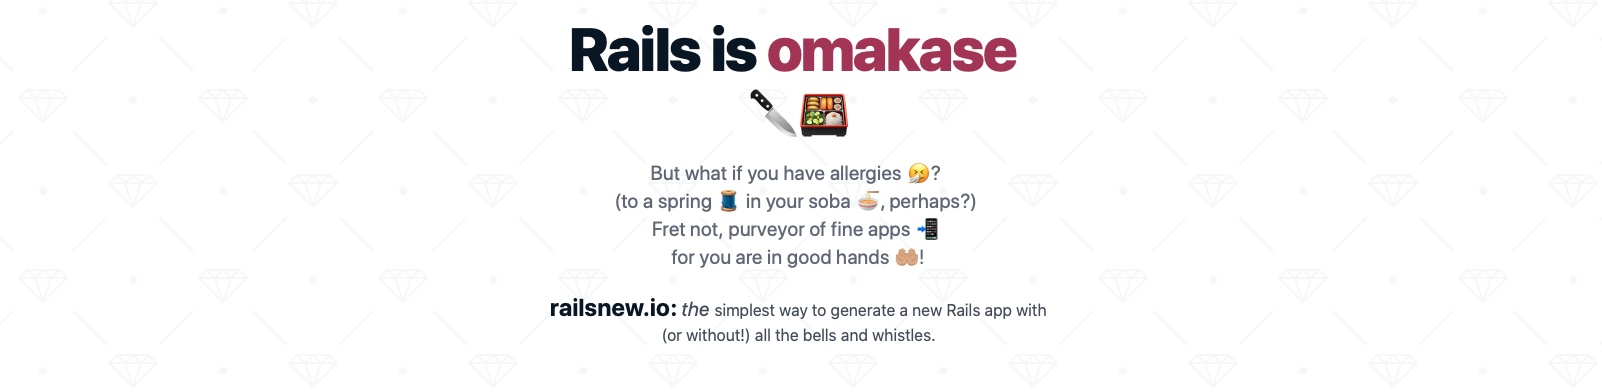 Rails is omakase
🔪🍱
But what if you have allergies 🤧?
(to a spring 🧵 in your soba 🍜, perhaps?)
Fret not, purveyor of fine apps 📲
for you are in good hands 🤲🏼!
railsnew.io: the simplest way to generate a new Rails app with
(or without!) all the bells and whistles.